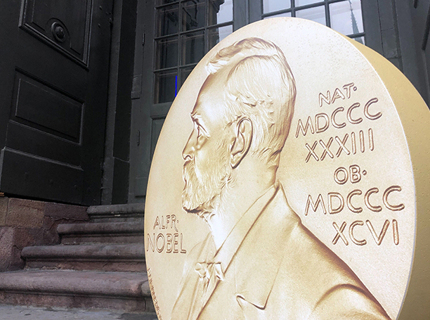 ALFR.
NOBEL
NAT·
MDCCC
XXXIII
OB·
MDCCC
XCVI